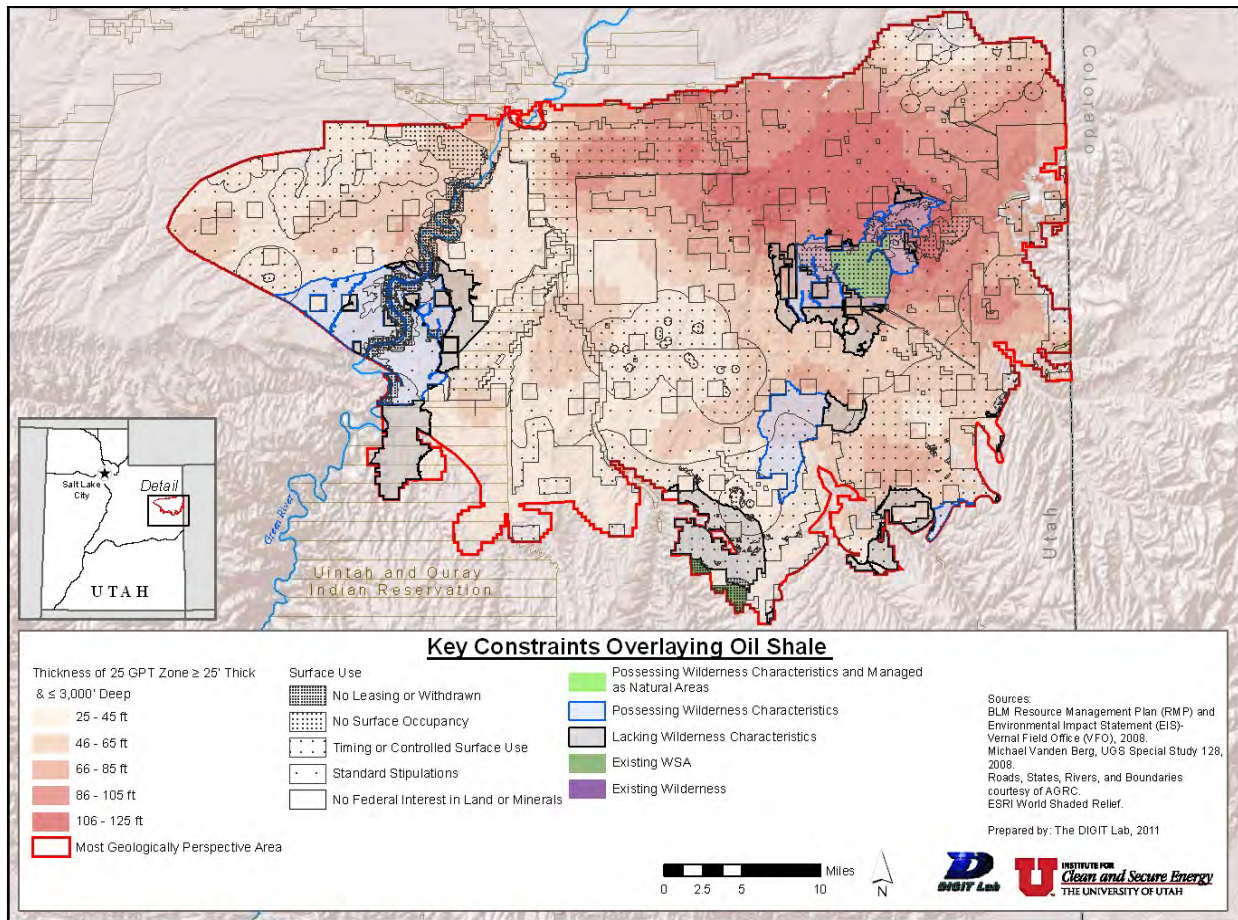 Colorado
Utah
Green River
Uintah and Ouray
Indian Reservation
Salt Lake
City
Detail
UTAH
Key Constraints Overlaying Oil Shale
Thickness of 25 GPT Zone ≥ 25' Thick
& ≤ 3,000' Deep
25 - 45 ft
46 - 65 ft
66 - 85 ft
86 - 105 ft
106 - 125 ft
Most Geologically Perspective Area
Surface Use
No Leasing or Withdrawn
No Surface Occupancy
Timing or Controlled Surface Use
Standard Stipulations
No Federal Interest in Land or Minerals
Possessing Wilderness Characteristics and Managed
as Natural Areas
Possessing Wilderness Characteristics
Lacking Wilderness Characteristics
Existing WSA
Existing Wilderness
Sources:
BLM Resource Management Plan (RMP) and
Environmental Impact Statement (EIS)-
Vernal Field Office (VFO), 2008.
Michael Vanden Berg, UGS Special Study 128,
2008.
Roads, States, Rivers, and Boundaries
courtesy of AGRC.
ESRI World Shaded Relief.
Prepared by: The DIGIT Lab, 2011
Miles
0 2.5 5 10
N
D
DIGIT Lab
U
INSTITUTE FOR
Clean and Secure Energy
THE UNIVERSITY OF UTAH